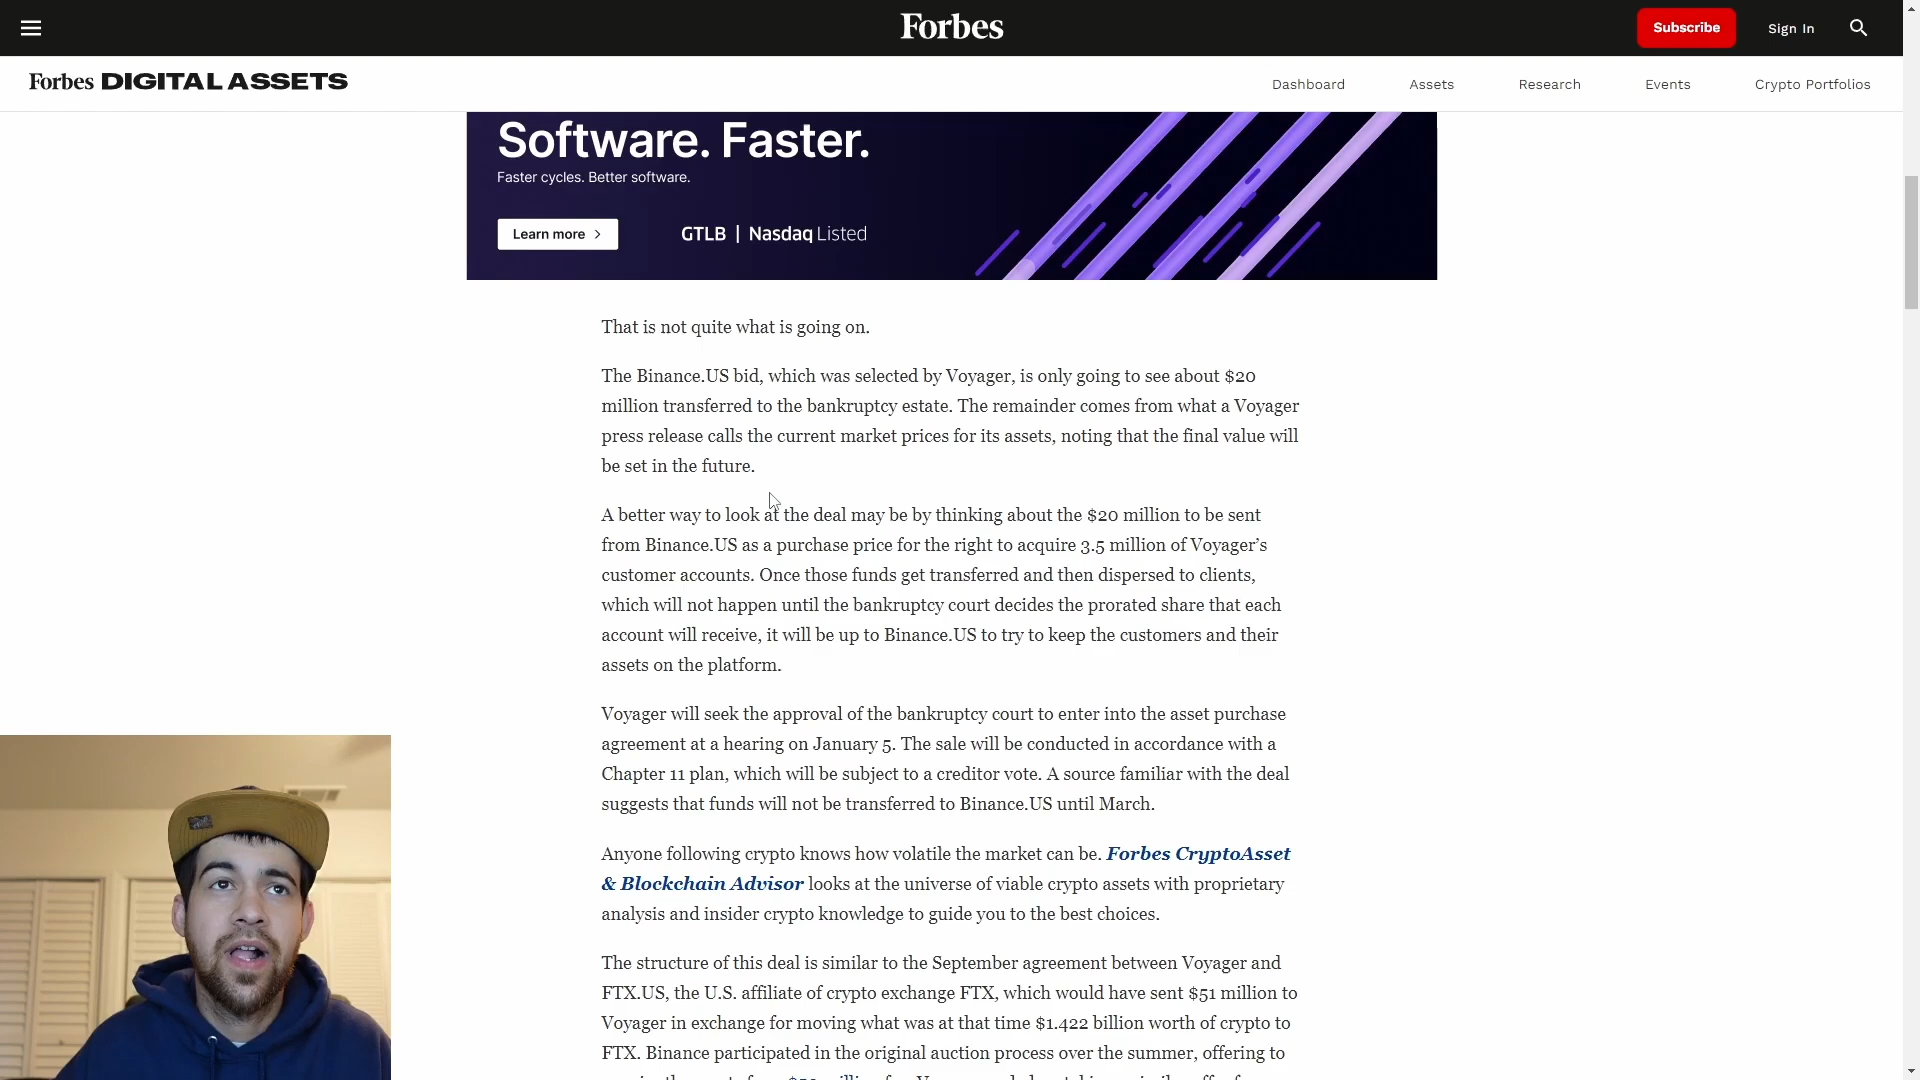 Forbes
Subscribe
Sign In
Forbes DIGITAL ASSETS
Dashboard
Assets
Research
Events
Crypto Portfolios
Software. Faster.
Faster cycles. Better software.
Learn more >
GTLB | Nasdaq Listed
That is not quite what is going on.
The Binance.US bid, which was selected by Voyager, is only going to see about $20
million transferred to the bankruptcy estate. The remainder comes from what a Voyager
press release calls the current market prices for its assets, noting that the final value will
be set in the future.
A better way to look at the deal may be by thinking about the $20 million to be sent
from Binance.US as a purchase price for the right to acquire 3.5 million of Voyager’s
customer accounts. Once those funds get transferred and then dispersed to clients,
which will not happen until the bankruptcy court decides the prorated share that each
account will receive, it will be up to Binance.US to try to keep the customers and their
assets on the platform.
Voyager will seek the approval of the bankruptcy court to enter into the asset purchase
agreement at a hearing on January 5. The sale will be conducted in accordance with a
Chapter 11 plan, which will be subject to a creditor vote. A source familiar with the deal
suggests that funds will not be transferred to Binance.US until March.
Anyone following crypto knows how volatile the market can be. Forbes CryptoAsset
& Blockchain Advisor looks at the universe of viable crypto assets with proprietary
analysis and insider crypto knowledge to guide you to the best choices.
The structure of this deal is similar to the September agreement between Voyager and
FTX.US, the U.S. affiliate of crypto exchange FTX, which would have sent $51 million to
Voyager in exchange for moving what was at that time $1.422 billion worth of crypto to
FTX. Binance participated in the original auction process over the summer, offering to